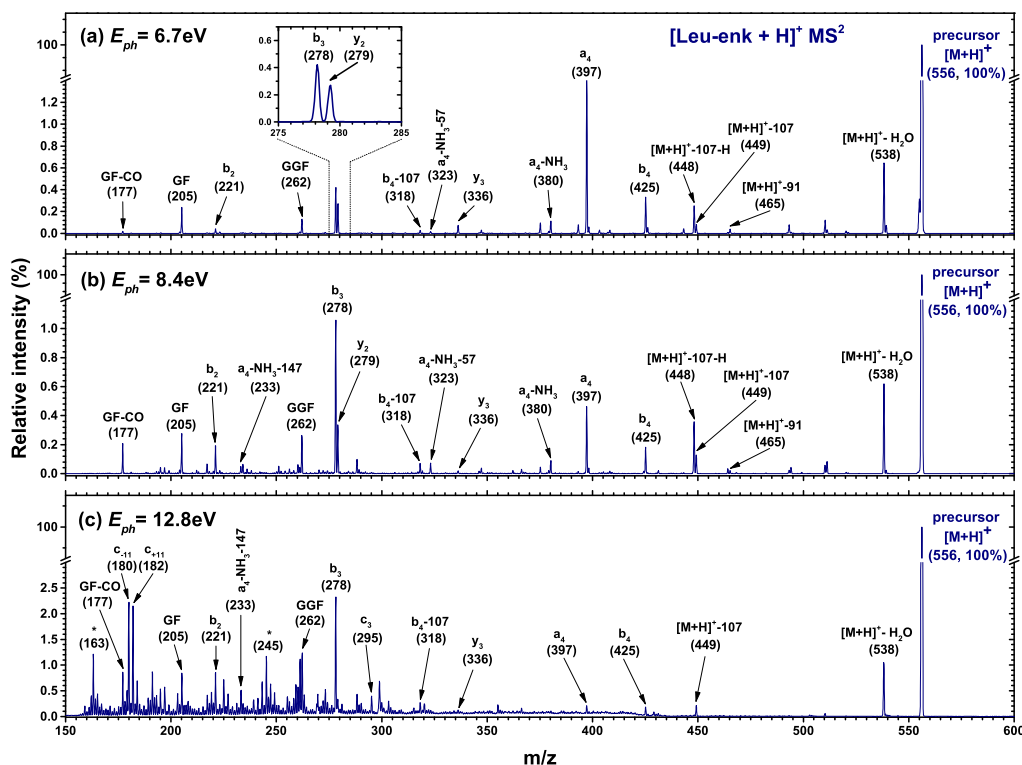 (a) E_ph = 6.7eV
[Leu-enk + H]⁺ MS²
precursor
[M+H]⁺
(556, 100%)
b₃
(278)
y₂
(279)
0.6
0.4
0.2
0.0
275
280
285
GF-CO
(177)
GF
(205)
b₂
(221)
GGF
(262)
b₄-107
(318)
a₄-NH₃-57
(323)
y₃
(336)
a₄-NH₃
(380)
a₄
(397)
b₄
(425)
[M+H]⁺-107-H
(448)
[M+H]⁺-107
(449)
[M+H]⁺-91
(465)
[M+H]⁺- H₂O
(538)
100
1.2
1.0
0.8
0.6
0.4
0.2
0.0
(b) E_ph = 8.4eV
precursor
[M+H]⁺
(556, 100%)
GF-CO
(177)
GF
(205)
b₂
(221)
a₄-NH₃-147
(233)
GGF
(262)
b₃
(278)
y₂
(279)
b₄-107
(318)
a₄-NH₃-57
(323)
y₃
(336)
a₄-NH₃
(380)
a₄
(397)
b₄
(425)
[M+H]⁺-107-H
(448)
[M+H]⁺-107
(449)
[M+H]⁺-91
(465)
[M+H]⁺- H₂O
(538)
100
1.0
0.8
0.6
0.4
0.2
0.0
Relative intensity (%)
(c) E_ph = 12.8eV
precursor
[M+H]⁺
(556, 100%)
*
(163)
GF-CO
(177)
c₋₁₁
(180)
c₊₁₁
(182)
GF
(205)
b₂
(221)
a₄-NH₃-147
(233)
*
(245)
GGF
(262)
b₃
(278)
c₃
(295)
b₄-107
(318)
y₃
(336)
a₄
(397)
b₄
(425)
[M+H]⁺-107
(449)
[M+H]⁺- H₂O
(538)
100
2.5
2.0
1.5
1.0
0.5
0.0
150
200
250
300
350
400
450
500
550
600
m/z